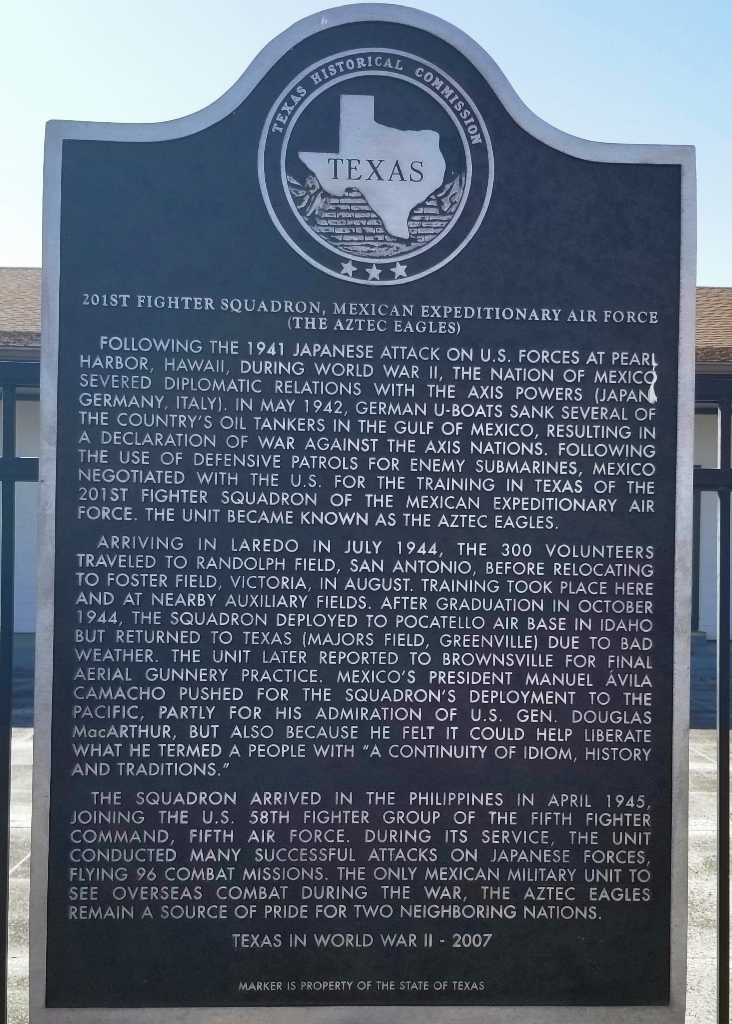 TEXAS HISTORICAL COMMISSION
TEXAS
201ST FIGHTER SQUADRON, MEXICAN EXPEDITIONARY AIR FORCE
(THE AZTEC EAGLES)
FOLLOWING THE 1941 JAPANESE ATTACK ON U.S. FORCES AT PEARL
HARBOR, HAWAII, DURING WORLD WAR II, THE NATION OF MEXICO
SEVERED DIPLOMATIC RELATIONS WITH THE AXIS POWERS (JAPAN,
GERMANY, ITALY). IN MAY 1942, GERMAN U-BOATS SANK SEVERAL OF
THE COUNTRY'S OIL TANKERS IN THE GULF OF MEXICO, RESULTING IN
A DECLARATION OF WAR AGAINST THE AXIS NATIONS. FOLLOWING
THE USE OF DEFENSIVE PATROLS FOR ENEMY SUBMARINES, MEXICO
NEGOTIATED WITH THE U.S. FOR THE TRAINING IN TEXAS OF THE
201ST FIGHTER SQUADRON OF THE MEXICAN EXPEDITIONARY AIR
FORCE. THE UNIT BECAME KNOWN AS THE AZTEC EAGLES.
ARRIVING IN LAREDO IN JULY 1944, THE 300 VOLUNTEERS
TRAVELED TO RANDOLPH FIELD, SAN ANTONIO, BEFORE RELOCATING
TO FOSTER FIELD, VICTORIA, IN AUGUST. TRAINING TOOK PLACE HERE
AND AT NEARBY AUXILIARY FIELDS. AFTER GRADUATION IN OCTOBER
1944, THE SQUADRON DEPLOYED TO POCATELLO AIR BASE IN IDAHO
BUT RETURNED TO TEXAS (MAJORS FIELD, GREENVILLE) DUE TO BAD
WEATHER. THE UNIT LATER REPORTED TO BROWNSVILLE FOR FINAL
AERIAL GUNNERY PRACTICE. MEXICO'S PRESIDENT MANUEL ÁVILA
CAMACHO PUSHED FOR THE SQUADRON'S DEPLOYMENT TO THE
PACIFIC, PARTLY FOR HIS ADMIRATION OF U.S. GEN. DOUGLAS
MacARTHUR, BUT ALSO BECAUSE HE FELT IT COULD HELP LIBERATE
WHAT HE TERMED A PEOPLE WITH "A CONTINUITY OF IDIOM, HISTORY
AND TRADITIONS."
THE SQUADRON ARRIVED IN THE PHILIPPINES IN APRIL 1945,
JOINING THE U.S. 58TH FIGHTER GROUP OF THE FIFTH FIGHTER
COMMAND, FIFTH AIR FORCE. DURING ITS SERVICE, THE UNIT
CONDUCTED MANY SUCCESSFUL ATTACKS ON JAPANESE FORCES,
FLYING 96 COMBAT MISSIONS. THE ONLY MEXICAN MILITARY UNIT TO
SEE OVERSEAS COMBAT DURING THE WAR, THE AZTEC EAGLES
REMAIN A SOURCE OF PRIDE FOR TWO NEIGHBORING NATIONS.
TEXAS IN WORLD WAR II - 2007
MARKER IS PROPERTY OF THE STATE OF TEXAS